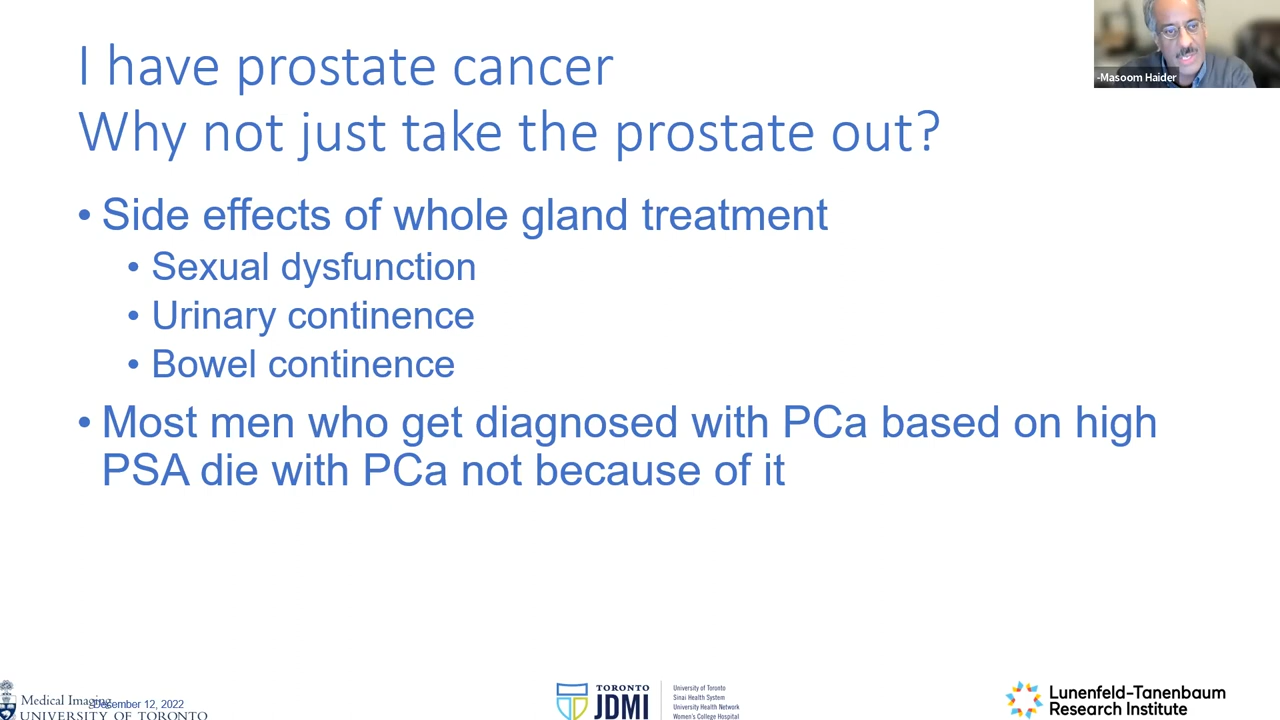 I have prostate cancer
Why not just take the prostate out?
-Masoom Haider
• Side effects of whole gland treatment
• Sexual dysfunction
• Urinary continence
• Bowel continence
• Most men who get diagnosed with PCa based on high
PSA die with PCa not because of it
Medical Imaging
December 12, 2022
UNIVERSITY OF TORONTO
TORONTO
JDMI
University of Toronto
Sinai Health System
University Health Network
Women's College Hospital
Lunenfeld-Tanenbaum
Research Institute